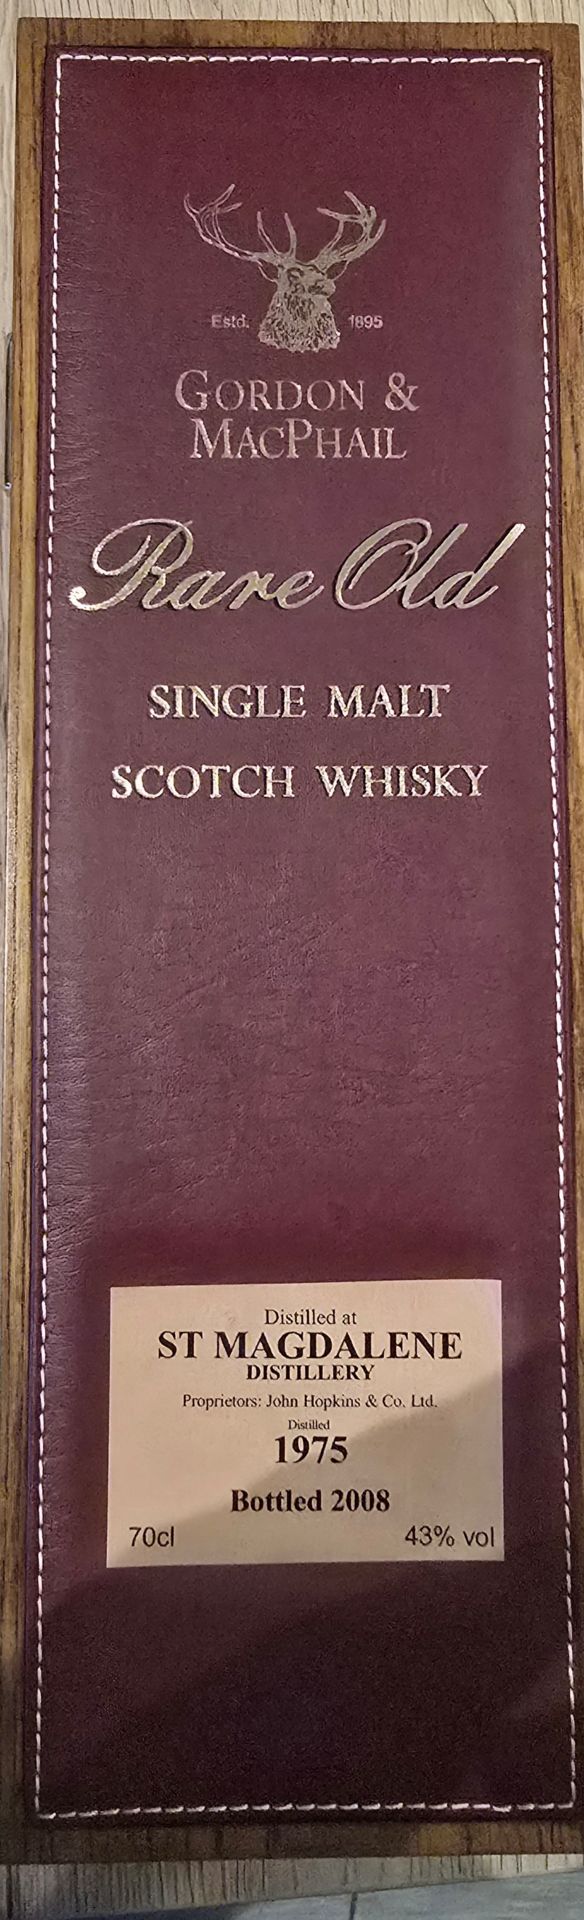 Estd. 1895
GORDON &
MACPHAIL
Rare Old
SINGLE MALT
SCOTCH WHISKY
Distilled at
ST MAGDALENE
DISTILLERY
Proprietors: John Hopkins & Co. Ltd.
Distilled
1975
Bottled 2008
70cl 43% vol